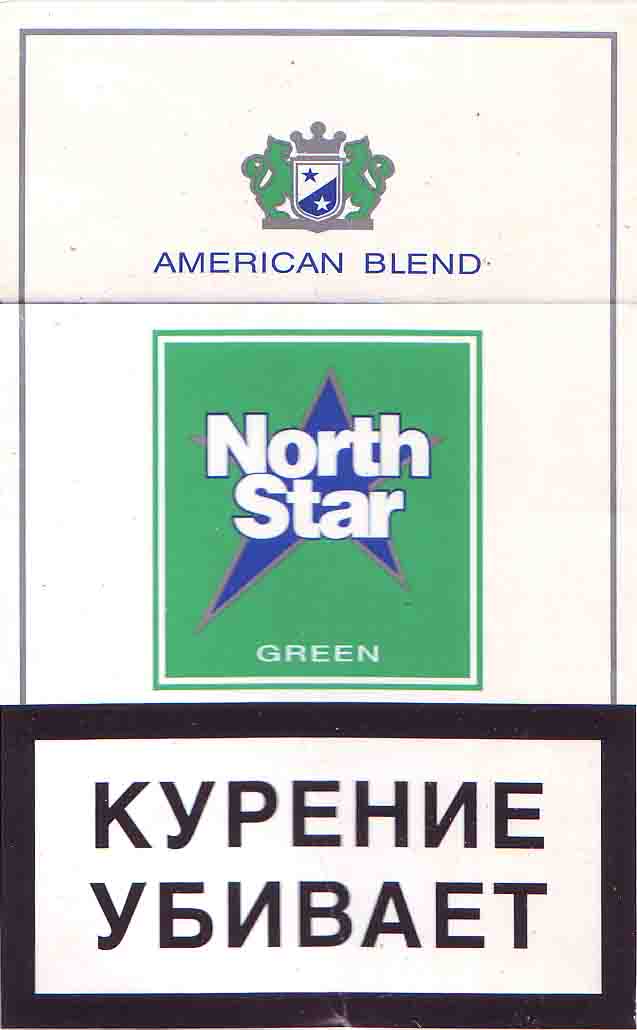 AMERICAN BLEND
North
Star
GREEN
КУРЕНИЕ
УБИВАЕТ